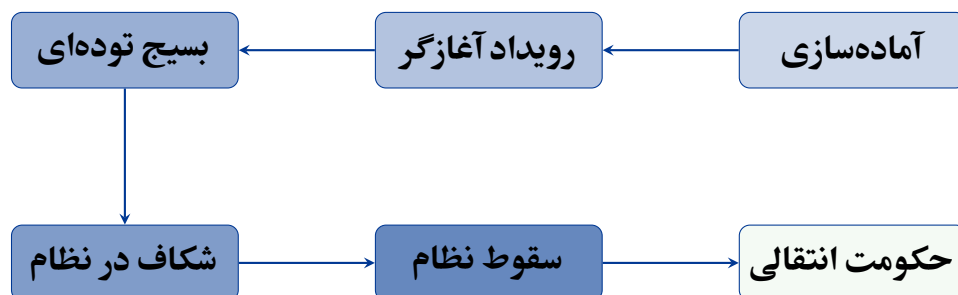 آماده‌سازی
رویداد آغازگر
بسیج توده‌ای
شکاف در نظام
سقوط نظام
حکومت انتقالی